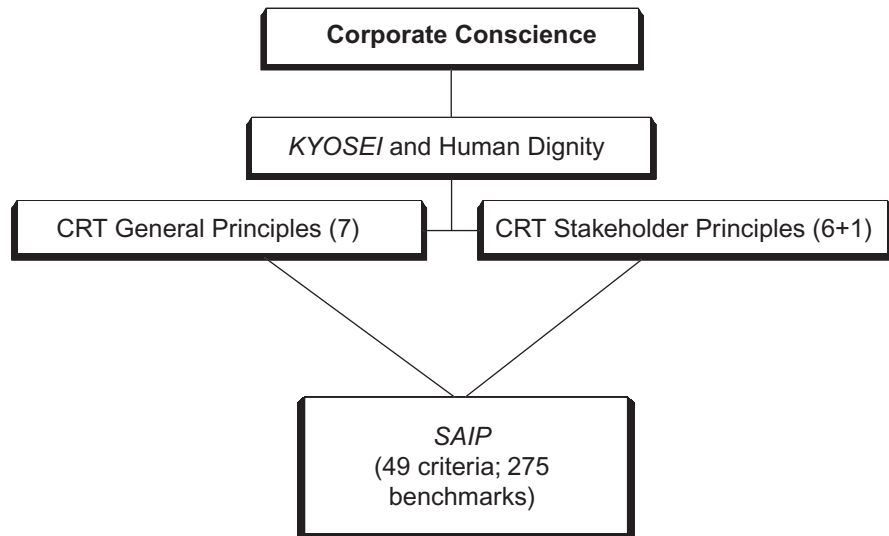 Corporate Conscience
KYOSEI and Human Dignity
CRT General Principles (7)
CRT Stakeholder Principles (6+1)
SAIP
(49 criteria; 275
benchmarks)